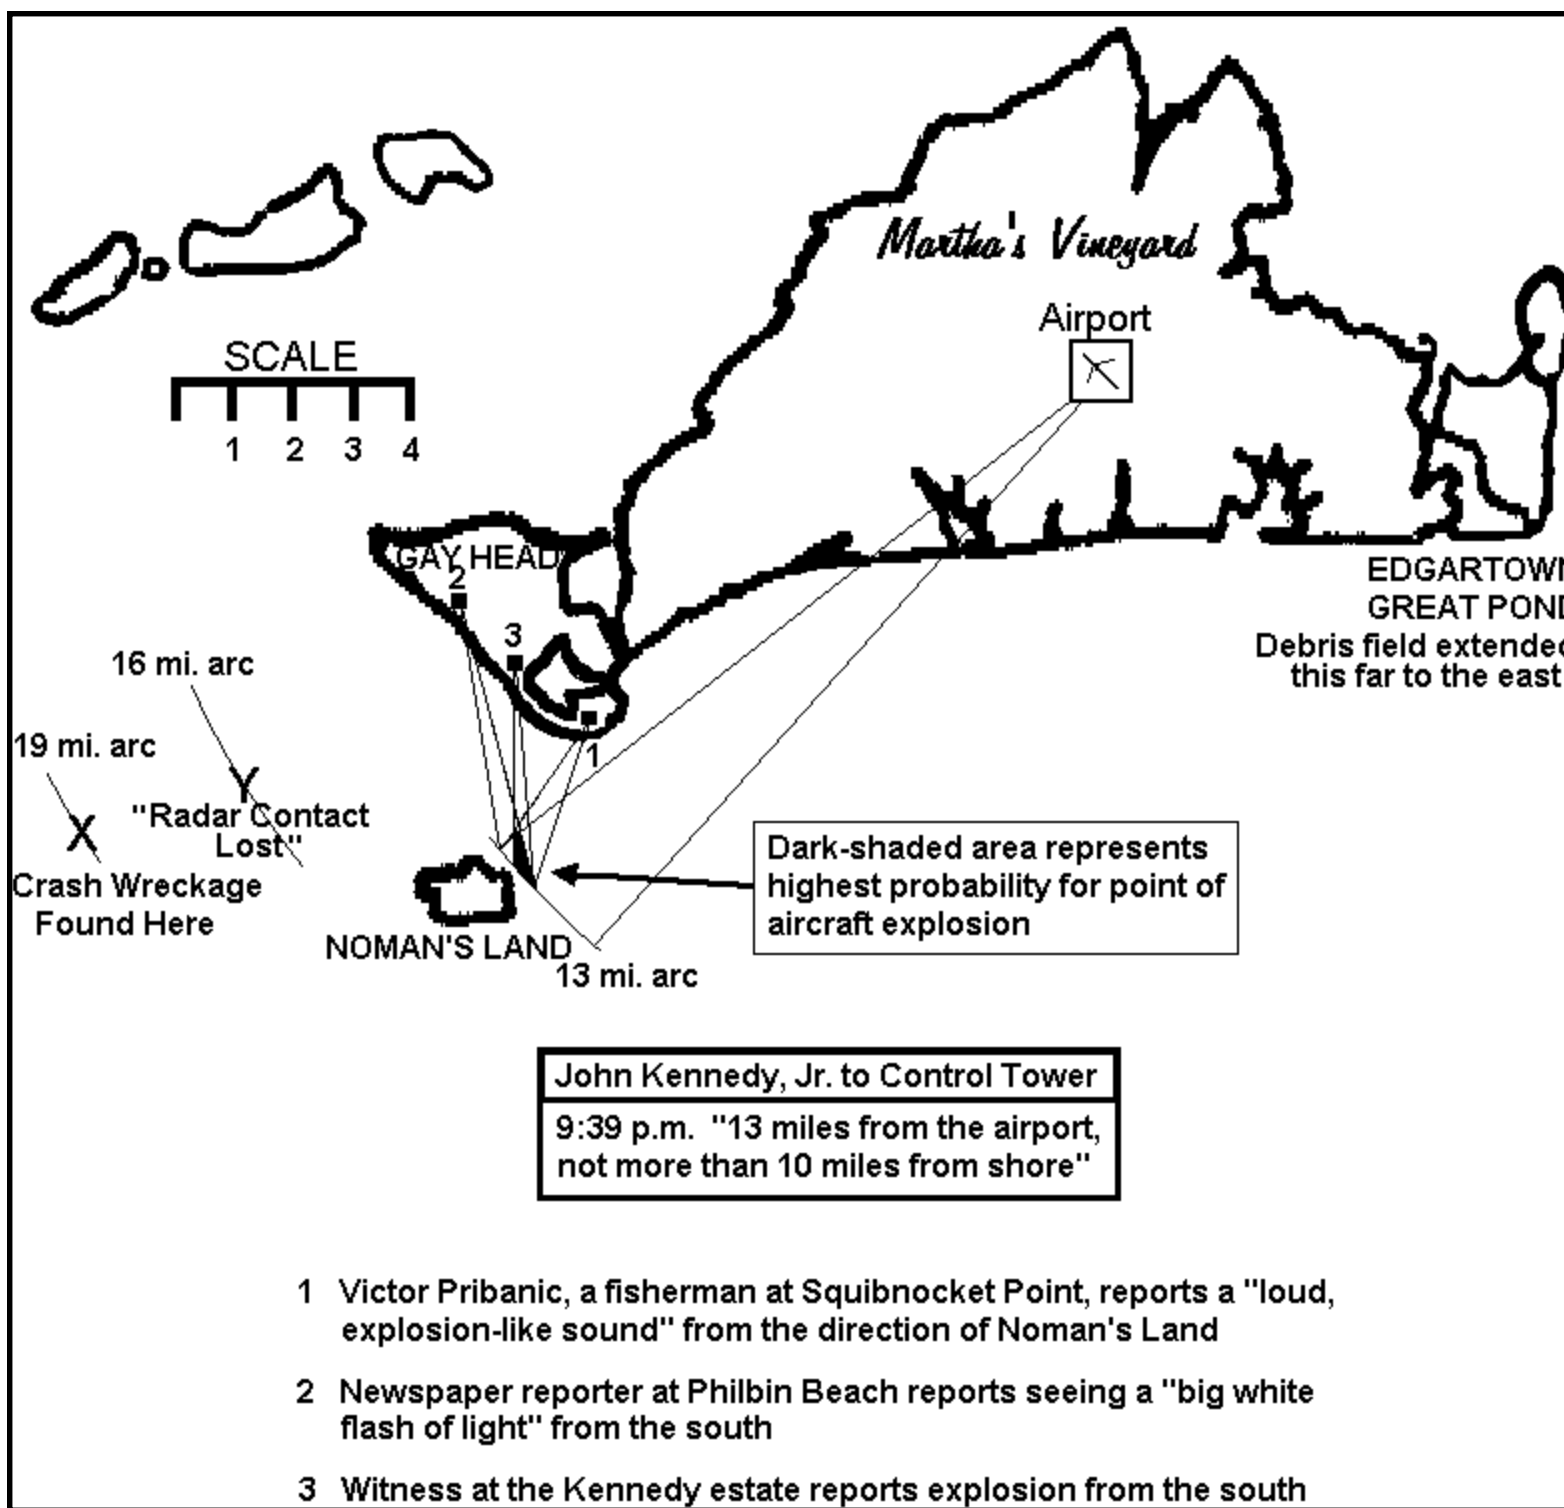 Martha's Vineyard
Airport
SCALE
1 2 3 4
GAY HEAD
2
3
1
EDGARTOWN
GREAT POND
Debris field extended
this far to the east
16 mi. arc
19 mi. arc
Y
"Radar Contact
Lost"
X
Crash Wreckage
Found Here
Dark-shaded area represents
highest probability for point of
aircraft explosion
NOMAN'S LAND
13 mi. arc
John Kennedy, Jr. to Control Tower
9:39 p.m. "13 miles from the airport,
not more than 10 miles from shore"
1 Victor Pribanic, a fisherman at Squibnocket Point, reports a "loud,
explosion-like sound" from the direction of Noman's Land
2 Newspaper reporter at Philbin Beach reports seeing a "big white
flash of light" from the south
3 Witness at the Kennedy estate reports explosion from the south